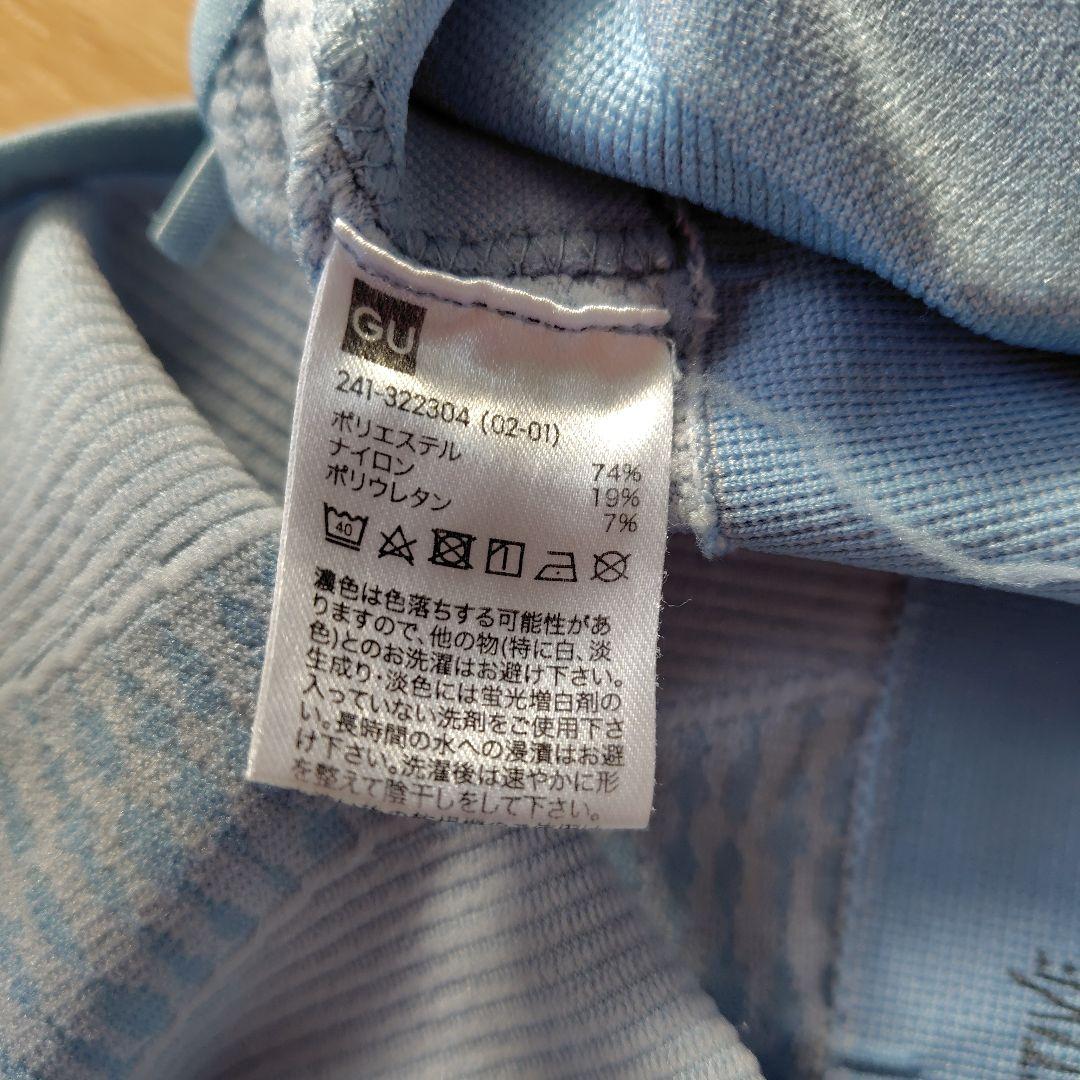 GU
241-322304 (02-01)
ポリエステル 74%
ナイロン 19%
ポリウレタン 7%
40
濃色は色落ちする可能性があ
りますので、他の物(特に白、淡
色)とのお洗濯はお避け下さい。
生成り・淡色には蛍光増白剤の
入っていない洗剤をご使用下さ
い。長時間の水への浸漬はお避
け下さい。洗濯後は速やかに形
を整えて陰干しをして下さい。